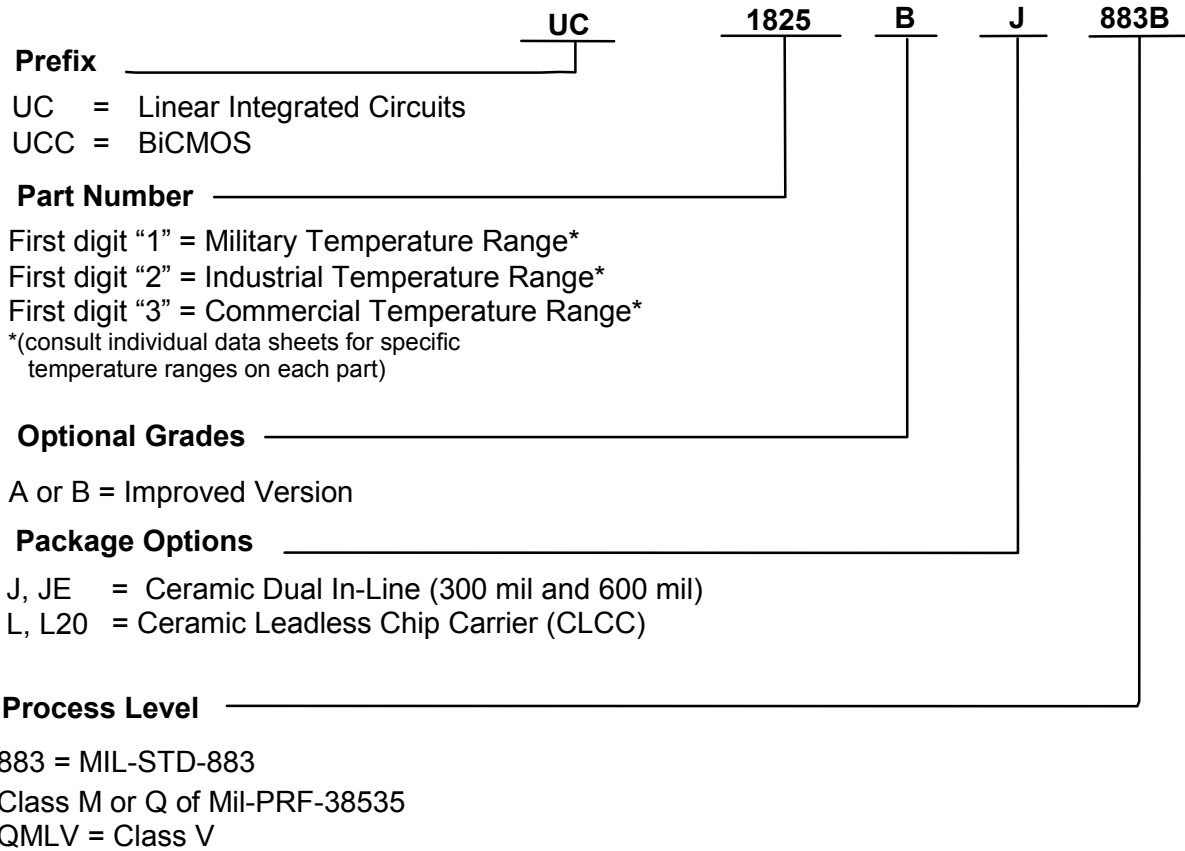 UC 1825 B J 883B
Prefix
UC = Linear Integrated Circuits
UCC = BiCMOS
Part Number
First digit “1” = Military Temperature Range*
First digit “2” = Industrial Temperature Range*
First digit “3” = Commercial Temperature Range*
*(consult individual data sheets for specific
temperature ranges on each part)
Optional Grades
A or B = Improved Version
Package Options
J, JE = Ceramic Dual In-Line (300 mil and 600 mil)
L, L20 = Ceramic Leadless Chip Carrier (CLCC)
Process Level
883 = MIL-STD-883
Class M or Q of Mil-PRF-38535
QMLV = Class V